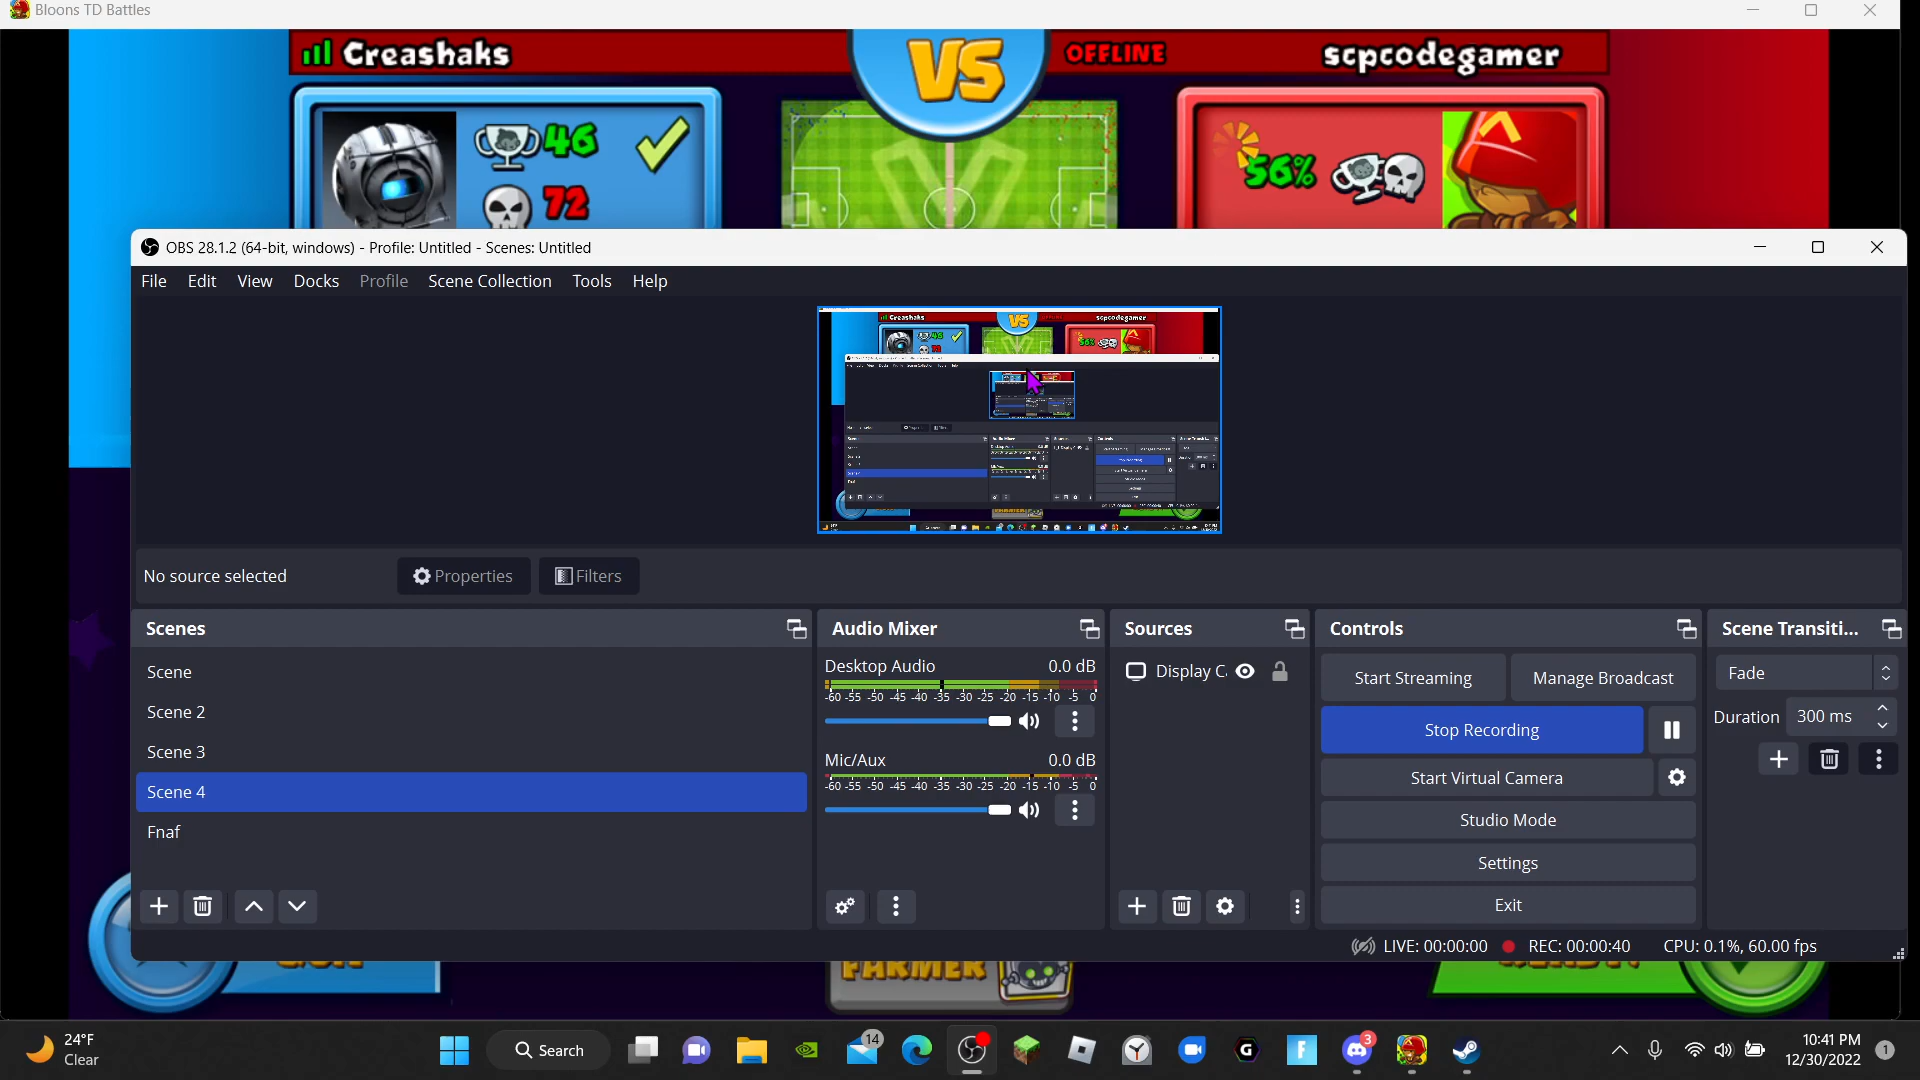 Bloons TD Battles
Creashaks
VS
OFFLINE
scpcodegamer
46
72
56%
OBS 28.1.2 (64-bit, windows) - Profile: Untitled - Scenes: Untitled
File Edit View Docks Profile Scene Collection Tools Help
Creashaks
VS
scpcodegamer
No source selected
Properties
Filters
Scenes
Scene
Scene 2
Scene 3
Scene 4
Fnaf
Audio Mixer
Desktop Audio 0.0 dB
-60 -55 -50 -45 -40 -35 -30 -25 -20 -15 -10 -5 0
Mic/Aux 0.0 dB
-60 -55 -50 -45 -40 -35 -30 -25 -20 -15 -10 -5 0
Sources
Display C
Controls
Start Streaming
Manage Broadcast
Stop Recording
Start Virtual Camera
Studio Mode
Settings
Exit
Scene Transiti...
Fade
Duration 300 ms
LIVE: 00:00:00 REC: 00:00:40 CPU: 0.1%, 60.00 fps
FARMER
24°F
Clear
Search
14
3
10:41 PM
12/30/2022
1